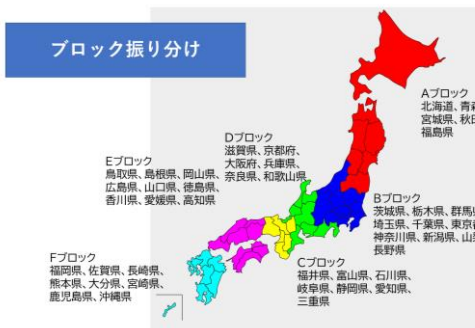 ブロック振り分け
Aブロック
北海道、青森
宮城県、秋田
福島県
Dブロック
滋賀県、京都府、
大阪府、兵庫県、
奈良県、和歌山県
Eブロック
鳥取県、島根県、岡山県、
広島県、山口県、徳島県、
香川県、愛媛県、高知県
Bブロック
茨城県、栃木県、群馬県
埼玉県、千葉県、東京都
神奈川県、新潟県、山梨
長野県
Fブロック
福岡県、佐賀県、長崎県、
熊本県、大分県、宮崎県、
鹿児島県、沖縄県
Cブロック
福井県、富山県、石川県、
岐阜県、静岡県、愛知県、
三重県